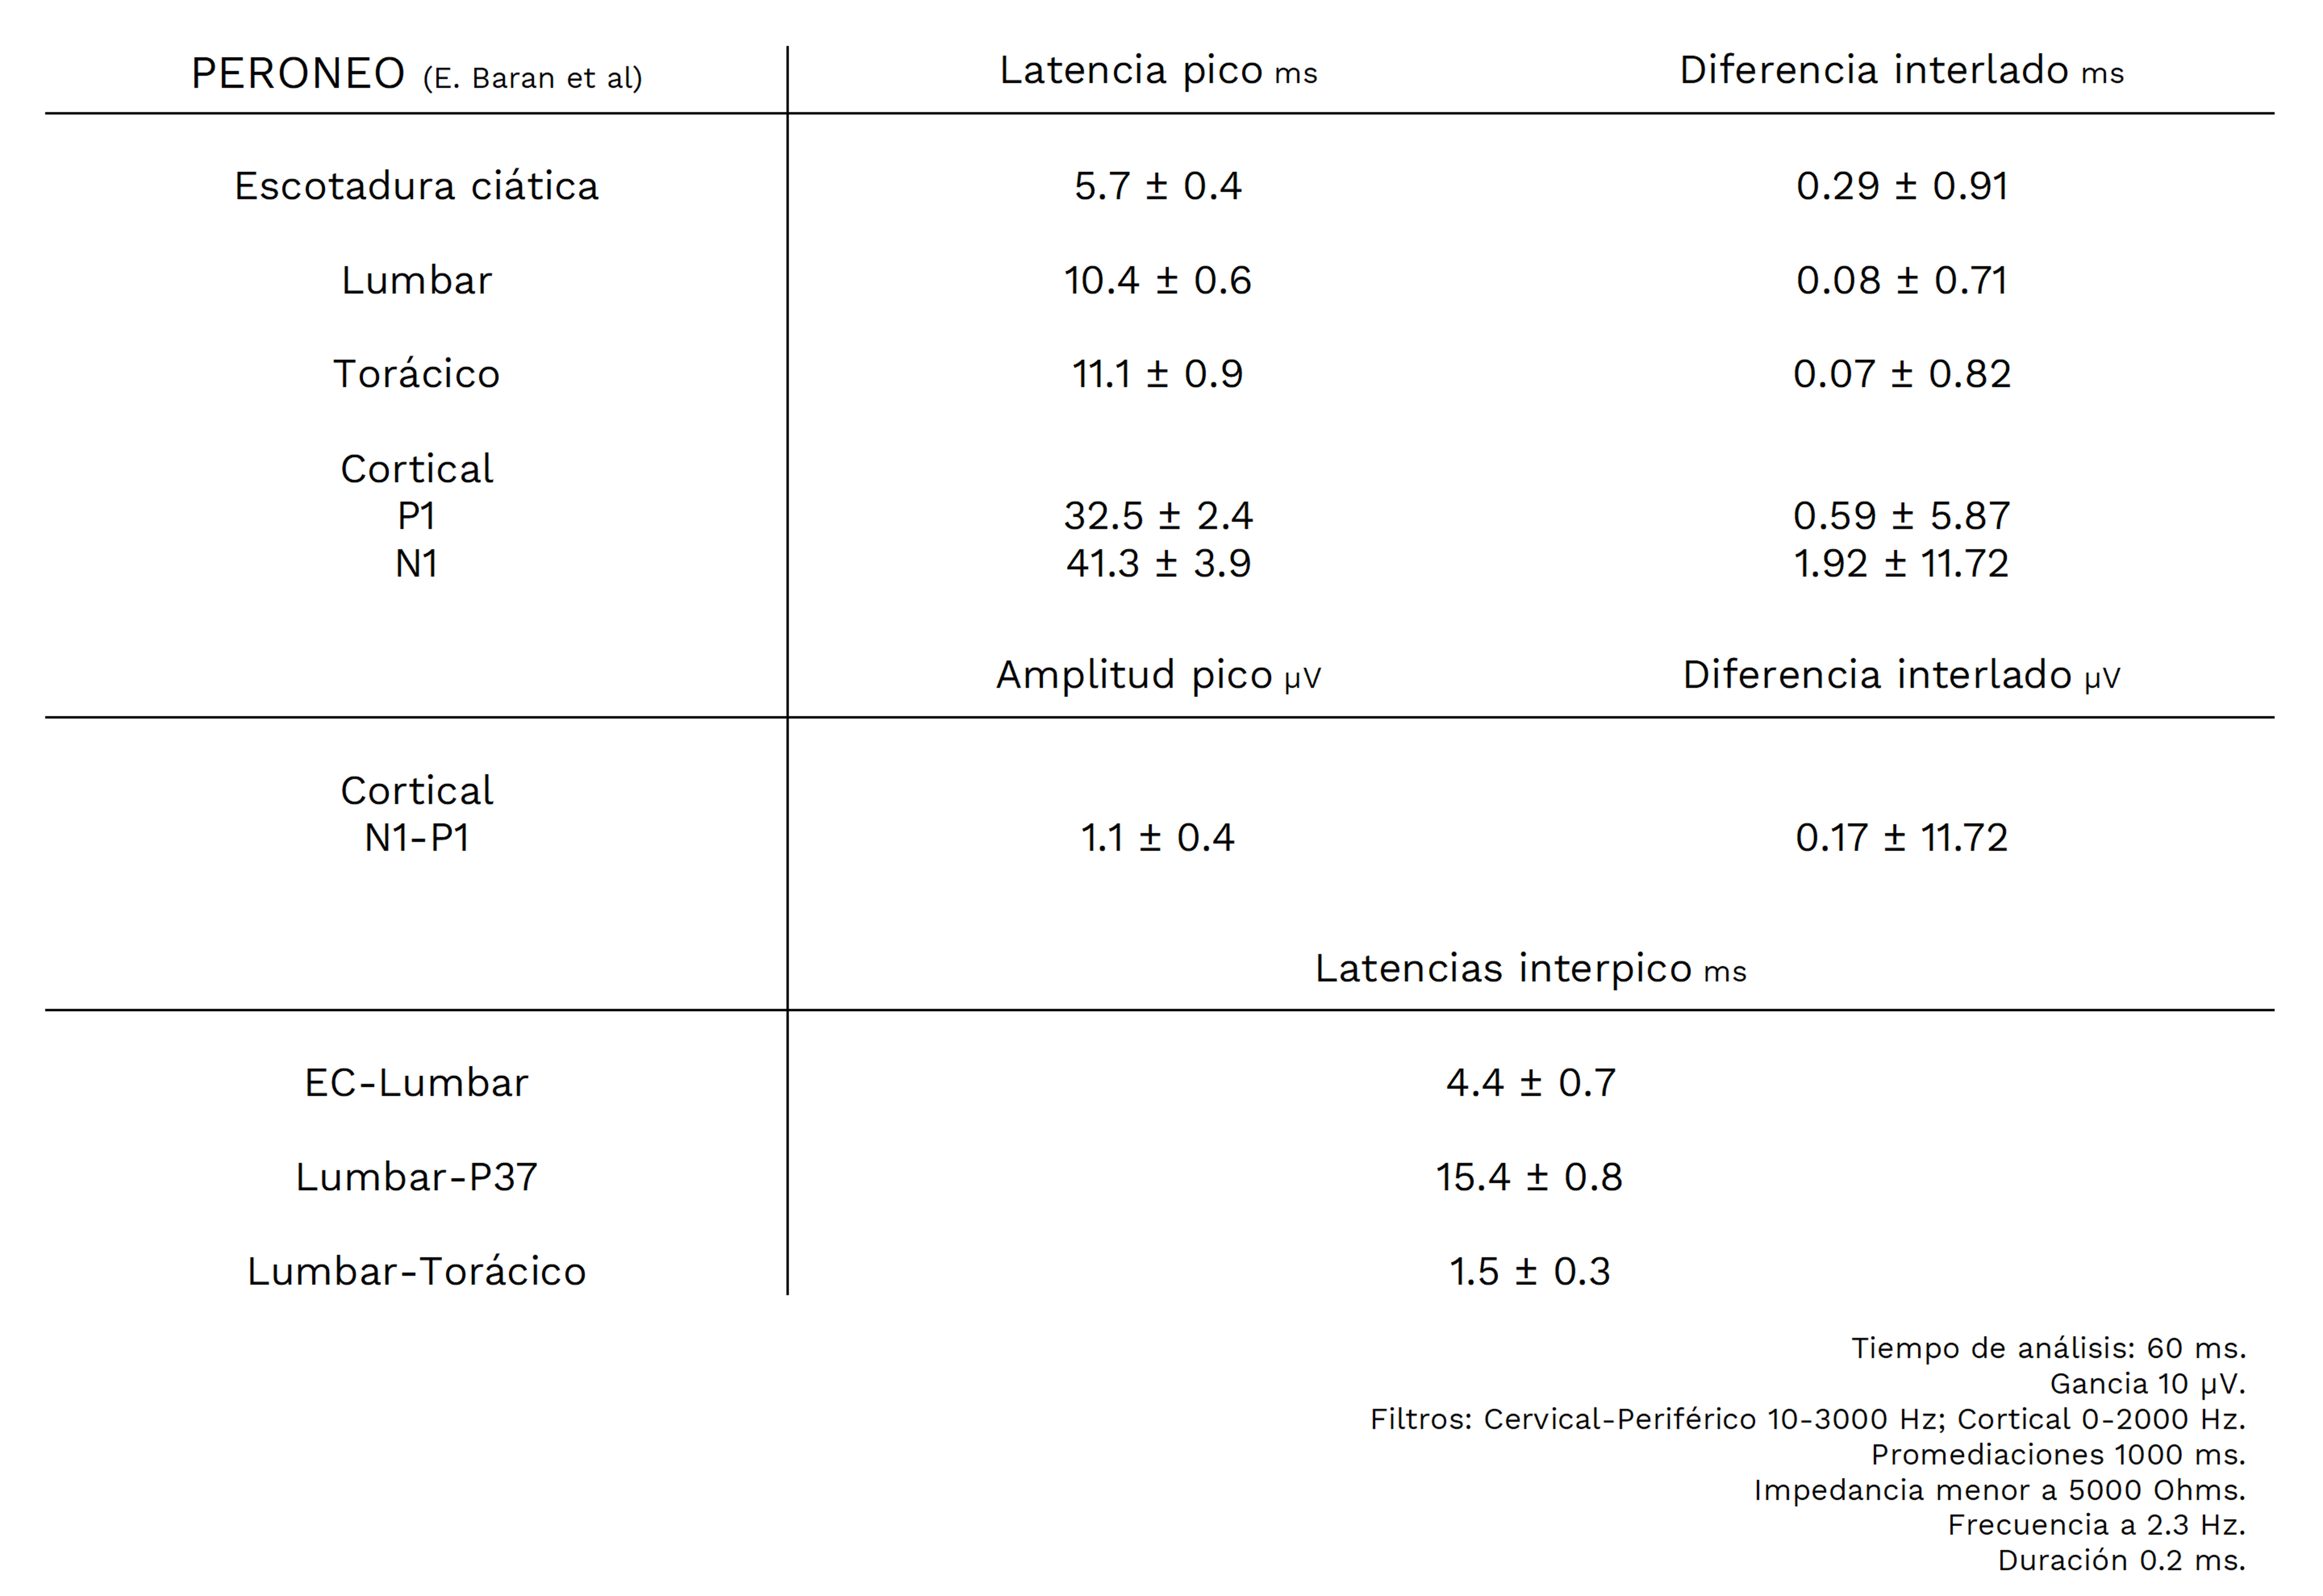 PERONEO (E. Baran et al) Latencia pico ms Diferencia interlado ms
Escotadura ciática 5.7 ± 0.4 0.29 ± 0.91
Lumbar 10.4 ± 0.6 0.08 ± 0.71
Torácico 11.1 ± 0.9 0.07 ± 0.82
Cortical
P1 32.5 ± 2.4 0.59 ± 5.87
N1 41.3 ± 3.9 1.92 ± 11.72
Amplitud pico µV Diferencia interlado µV
Cortical
N1-P1 1.1 ± 0.4 0.17 ± 11.72
Latencias interpico ms
EC-Lumbar 4.4 ± 0.7
Lumbar-P37 15.4 ± 0.8
Lumbar-Torácico 1.5 ± 0.3
Tiempo de análisis: 60 ms.
Gancia 10 µV.
Filtros: Cervical-Periférico 10-3000 Hz; Cortical 0-2000 Hz.
Promediaciones 1000 ms.
Impedancia menor a 5000 Ohms.
Frecuencia a 2.3 Hz.
Duración 0.2 ms.